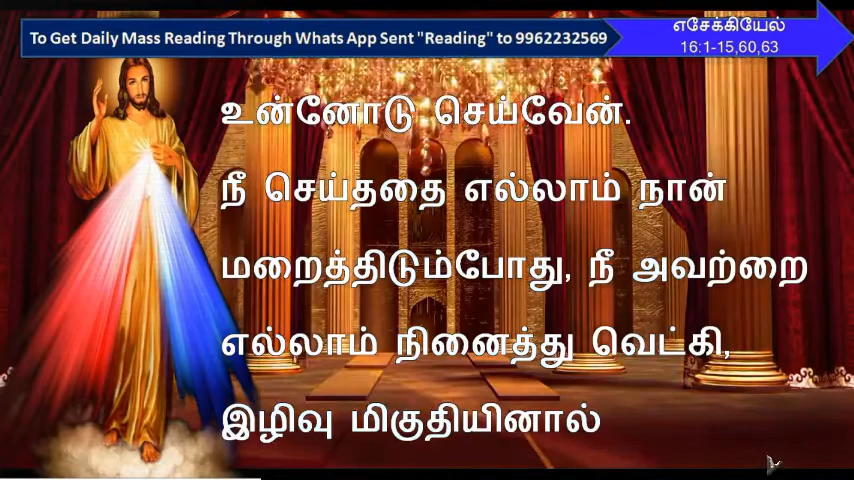 To Get Daily Mass Reading Through Whats App Sent "Reading" to 9962232569
எசேக்கியேல்
16:1-15,60,63
உன்னோடு செய்வேன்.
நீ செய்ததை எல்லாம் நான்
மறைத்திடும்போது, நீ அவற்றை
எல்லாம் நினைத்து வெட்கி,
இழிவு மிகுதியினால்